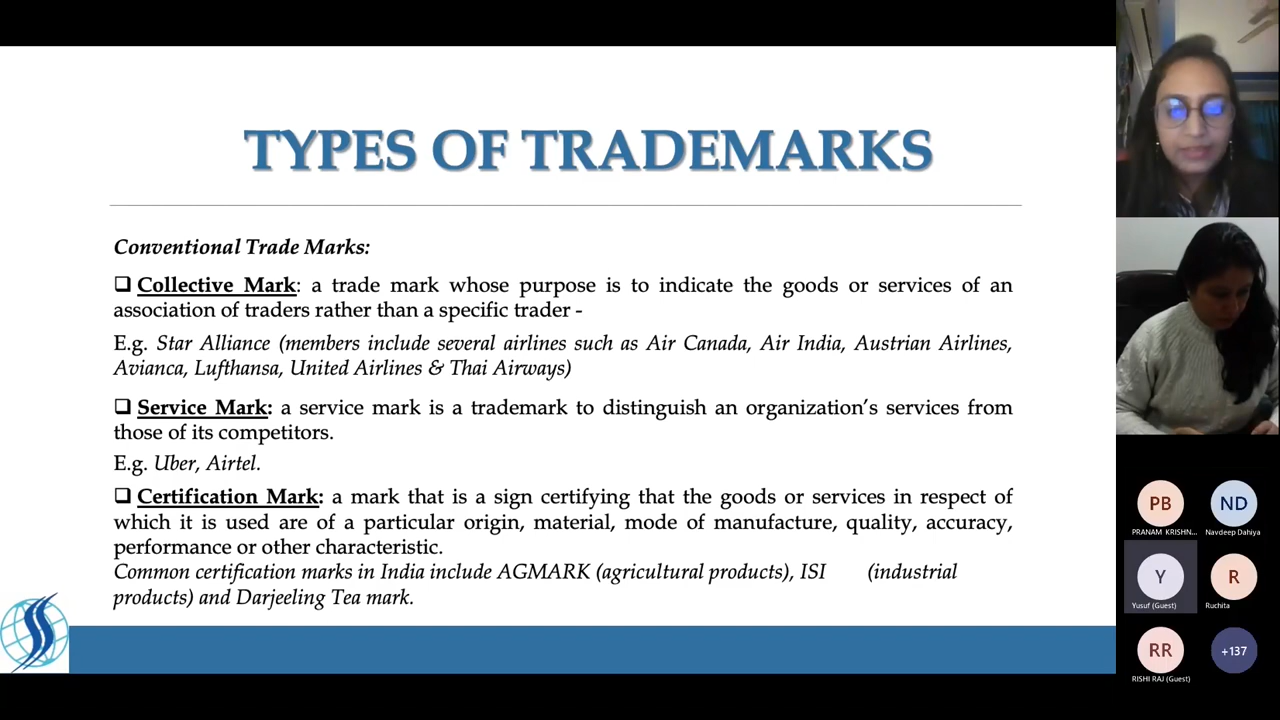 TYPES OF TRADEMARKS
Conventional Trade Marks:
❑ Collective Mark: a trade mark whose purpose is to indicate the goods or services of an
association of traders rather than a specific trader -
E.g. Star Alliance (members include several airlines such as Air Canada, Air India, Austrian Airlines,
Avianca, Lufthansa, United Airlines & Thai Airways)
❑ Service Mark: a service mark is a trademark to distinguish an organization's services from
those of its competitors.
E.g. Uber, Airtel.
❑ Certification Mark: a mark that is a sign certifying that the goods or services in respect of
which it is used are of a particular origin, material, mode of manufacture, quality, accuracy,
performance or other characteristic.
Common certification marks in India include AGMARK (agricultural products), ISI (industrial
products) and Darjeeling Tea mark.
PB
ND
PRANAM KRISHN...
Navdeep Dahiya
Y
R
Yusuf (Guest)
Ruchita
RR
+137
RISHI RAJ (Guest)